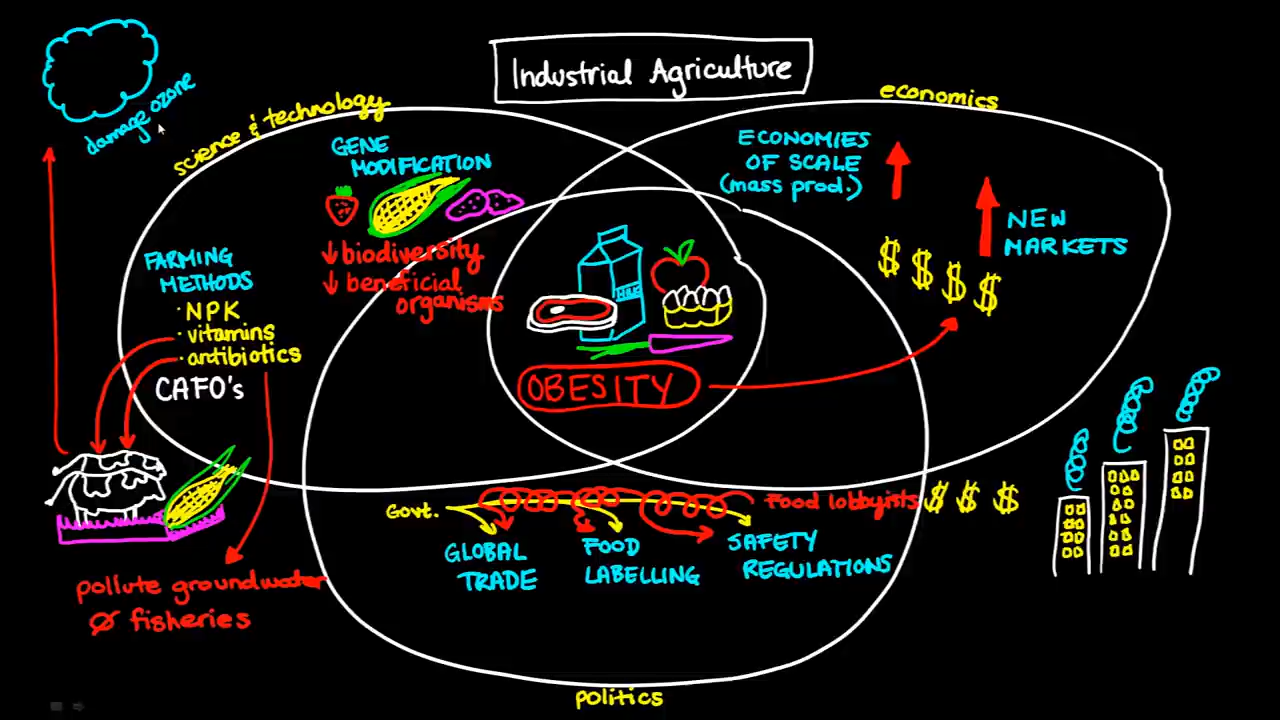 Industrial Agriculture
damage ozone
science & technology
economics
GENE
MODIFICATION
↓ biodiversity
↓ beneficial
organisms
FARMING
METHODS
· NPK
· vitamins
· antibiotics
CAFO's
pollute groundwater
Ø fisheries
ECONOMIES
OF SCALE
(mass prod.)
NEW
MARKETS
$ $ $ $
MILK
OBESITY
Govt.
Food lobbyists $ $ $
GLOBAL
TRADE
FOOD
LABELLING
SAFETY
REGULATIONS
politics